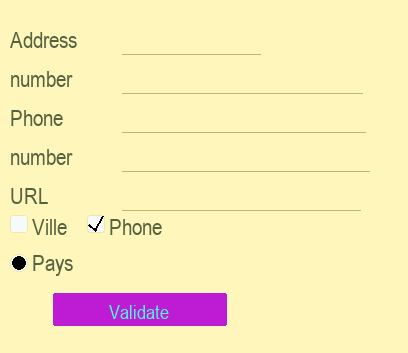 Address
number
Phone
number
URL
Ville Phone
Pays
Validate